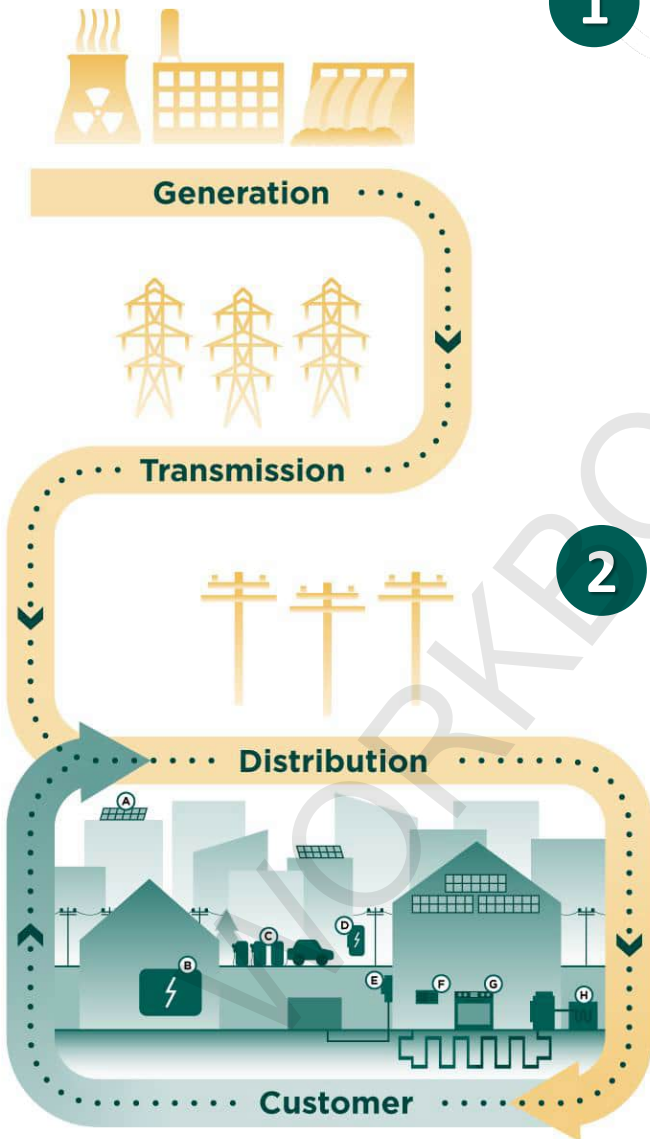 1
Generation
Transmission
2
Distribution
A
B
C
D
E
F
G
H
Customer